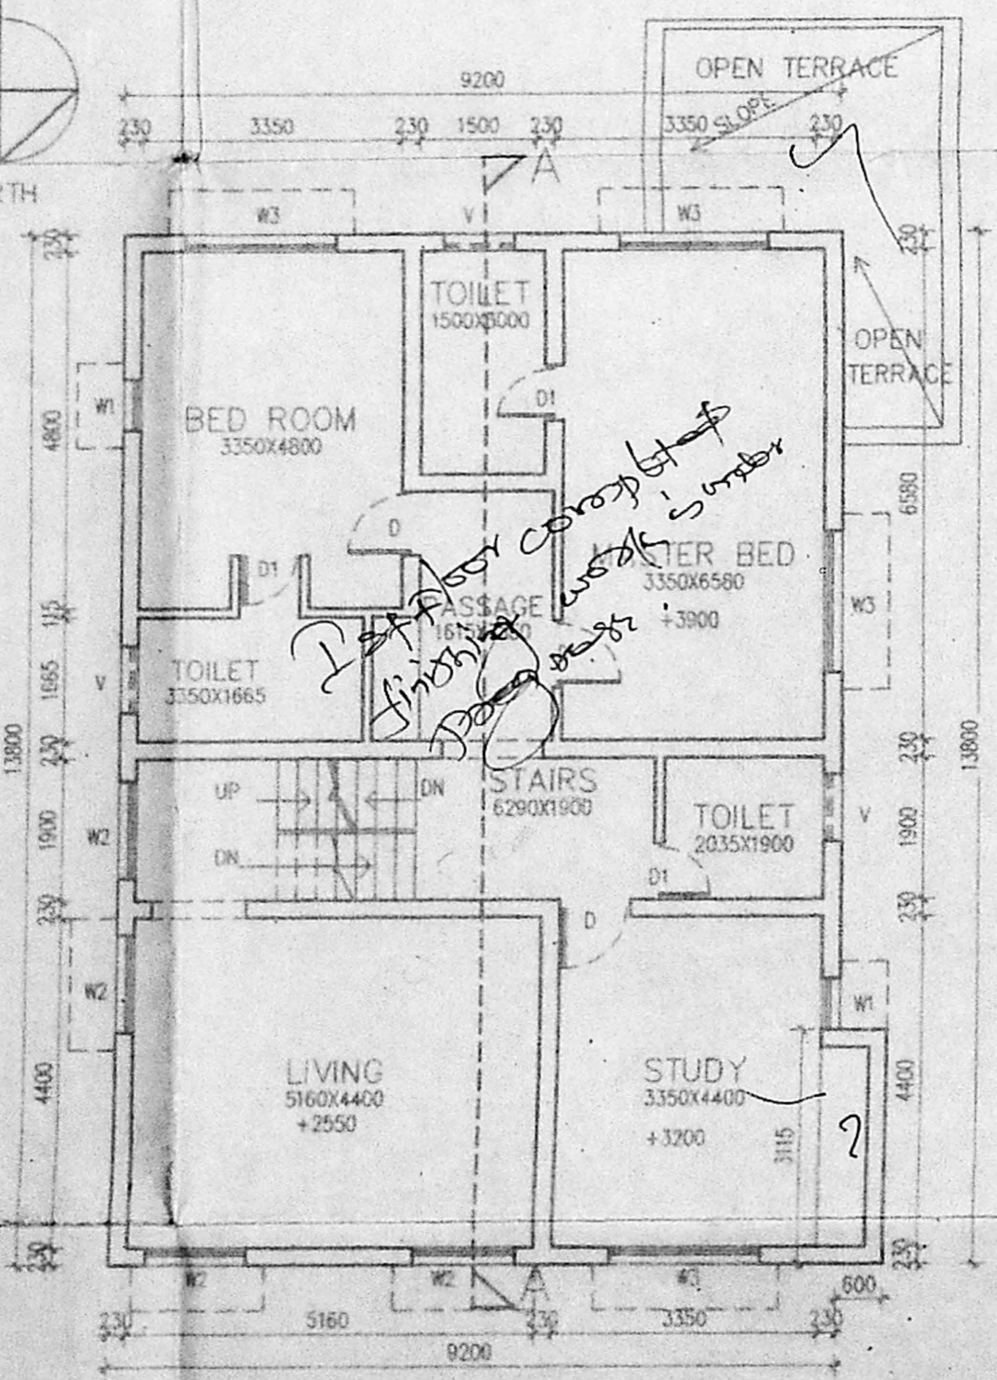 OPEN TERRACE
9200
230 3350 230 1500 230 3350 SLOPE 230
A
RTH
W3 V W3
230 230
TOILET
1500X3000
OPEN
TERRACE
W1 D1
BED ROOM
3350X4800
4800
6580
D
MASTER BED
3350X6580
+3900
D1
W3
PASSAGE
115
TOILET
3350X1665
V
1665
Ist Floor completed
finishing work is under
13800 13800
230 230
STAIRS
6290X1900
UP DN
DN
TOILET
2035X1900
V
W2
1900 1900
D1
230 230
D
W2
W1
LIVING
5160X4400
+2550
STUDY
3350X4400
+3200
3115
?
4400 4400
230 230
W2 W2 A W3
600
230 5160 230 3350 230
9200